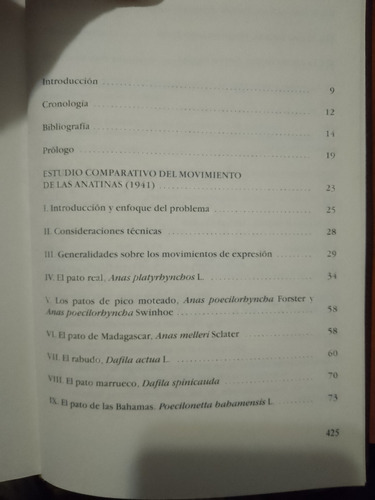 Introducción 9
Cronología 12
Bibliografía 14
Prólogo 19
ESTUDIO COMPARATIVO DEL MOVIMIENTO
DE LAS ANATINAS (1941) 23
I. Introducción y enfoque del problema 25
II. Consideraciones técnicas 28
III. Generalidades sobre los movimientos de expresión 29
IV. El pato real, Anas platyrhynchos L. 34
V. Los patos de pico moteado, Anas poecilorhyncha Forster y
Anas poecilorhyncha Swinhoe 58
VI. El pato de Madagascar, Anas melleri Sclater 58
VII. El rabudo, Dafila actua L. 60
VIII. El pato marrueco, Dafila spinicauda 70
IX. El pato de las Bahamas, Poecilonetta bahamensis L. 73
425